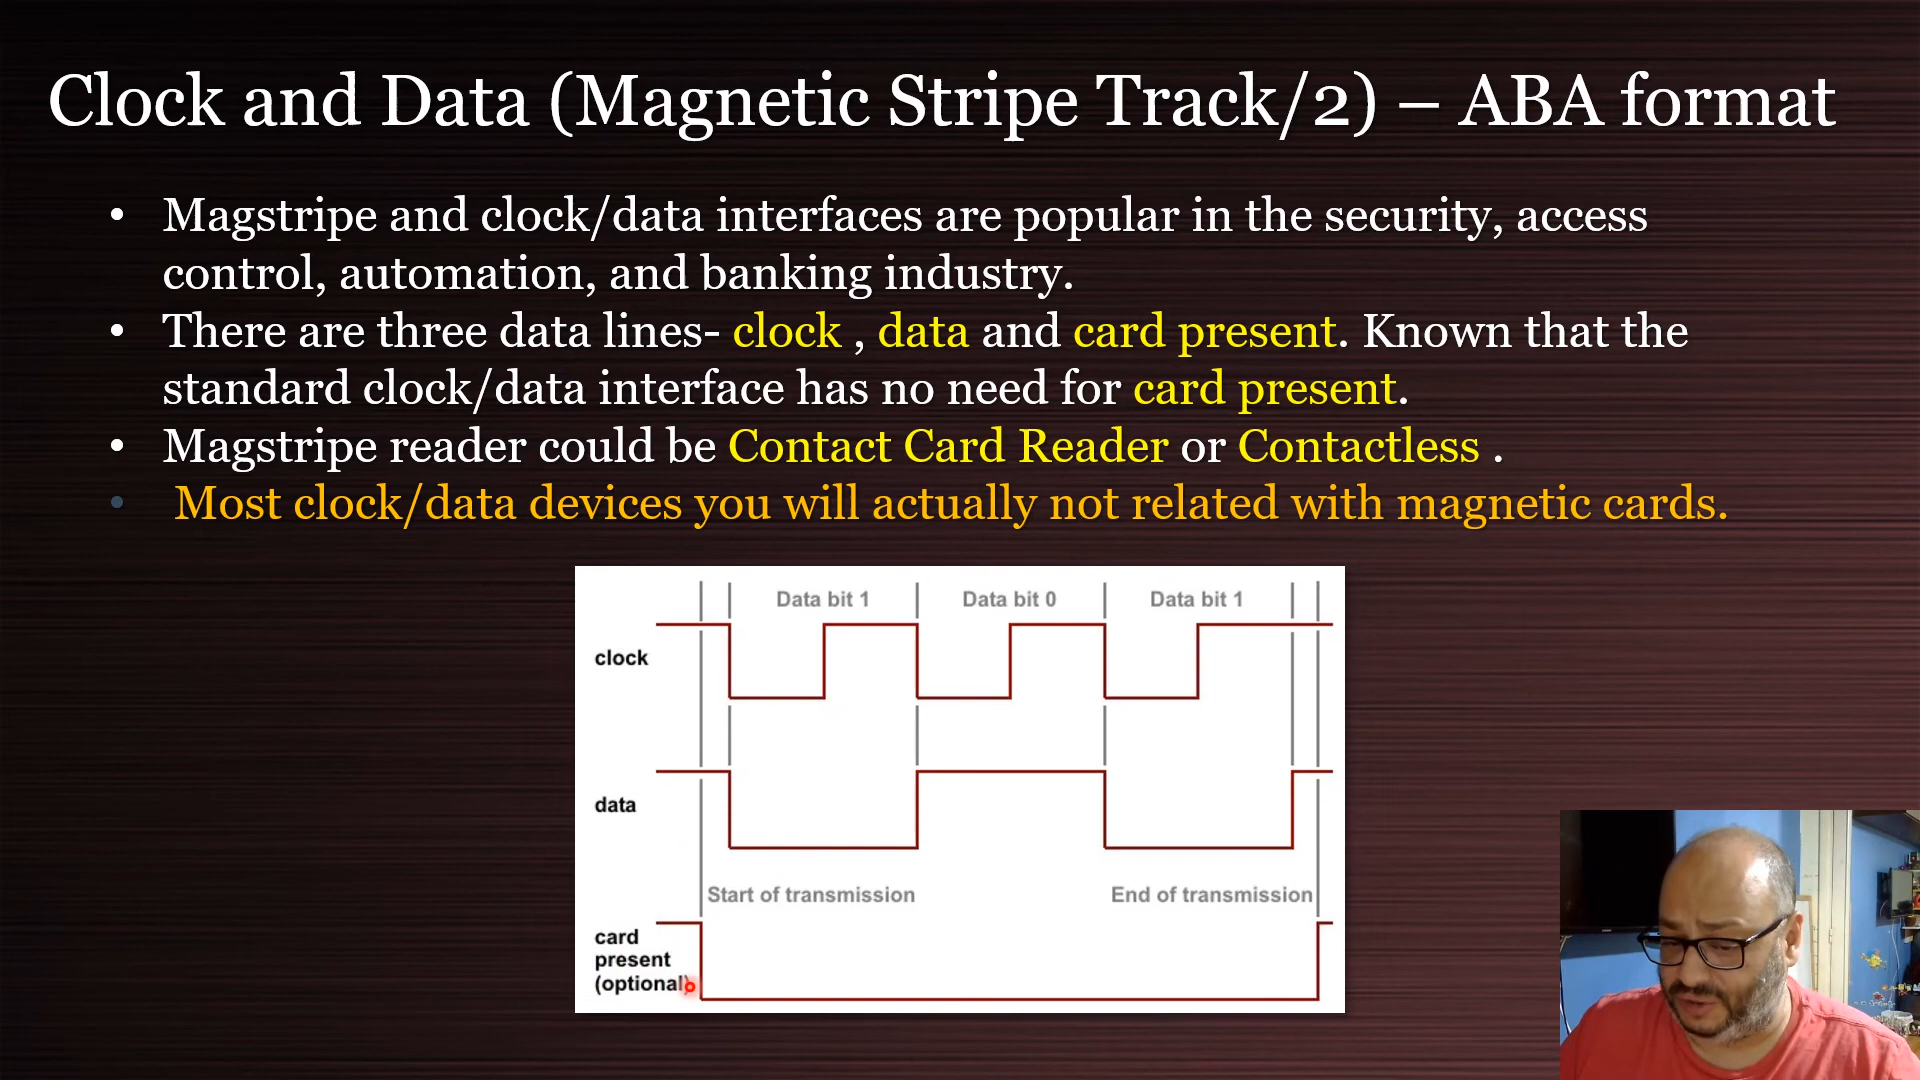 Clock and Data (Magnetic Stripe Track/2) – ABA format
• Magstripe and clock/data interfaces are popular in the security, access
control, automation, and banking industry.
• There are three data lines- clock , data and card present. Known that the
standard clock/data interface has no need for card present.
• Magstripe reader could be Contact Card Reader or Contactless .
• Most clock/data devices you will actually not related with magnetic cards.
Data bit 1 Data bit 0 Data bit 1
clock
data
Start of transmission End of transmission
card
present
(optional)